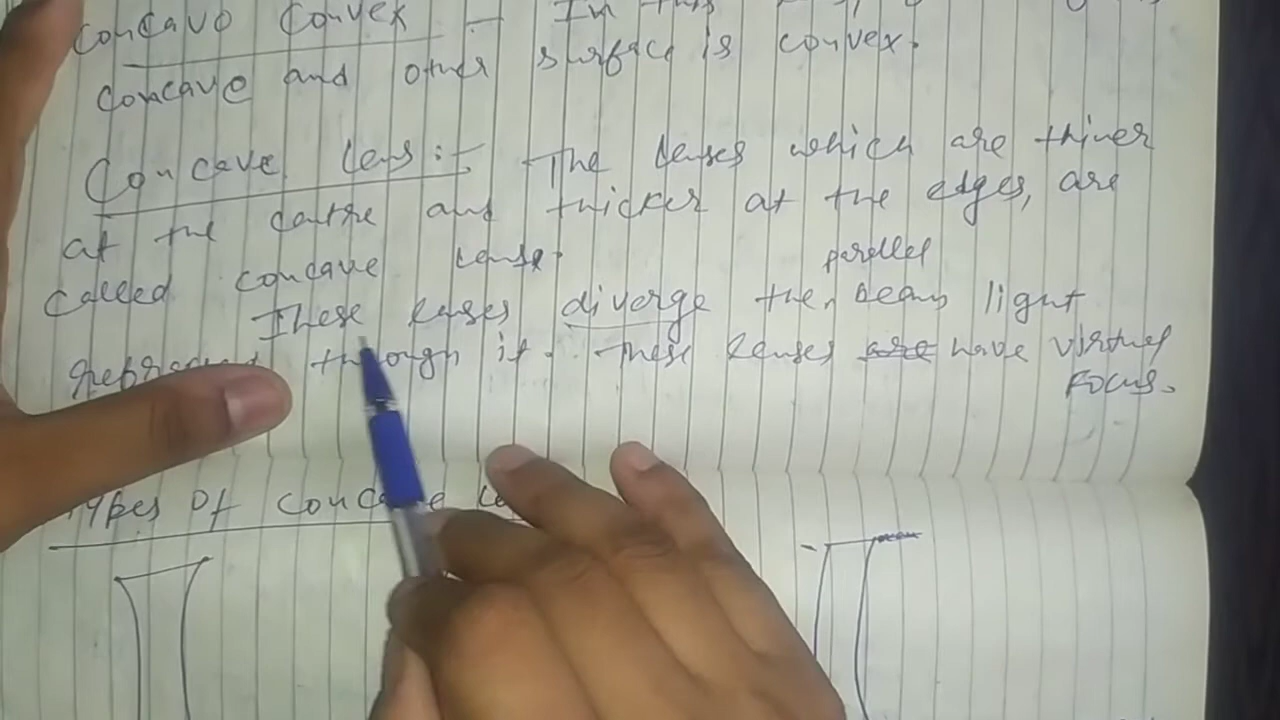 Concavo Convex - In this
concave and other surface is convex.
Concave lens :- The lenses which are thiner
at the centre and thicker at the edges, are
called concave lense.
parallel
These lenses diverge the beam light
through it. These lenses are have virtual
Focus.
Types Of Concave